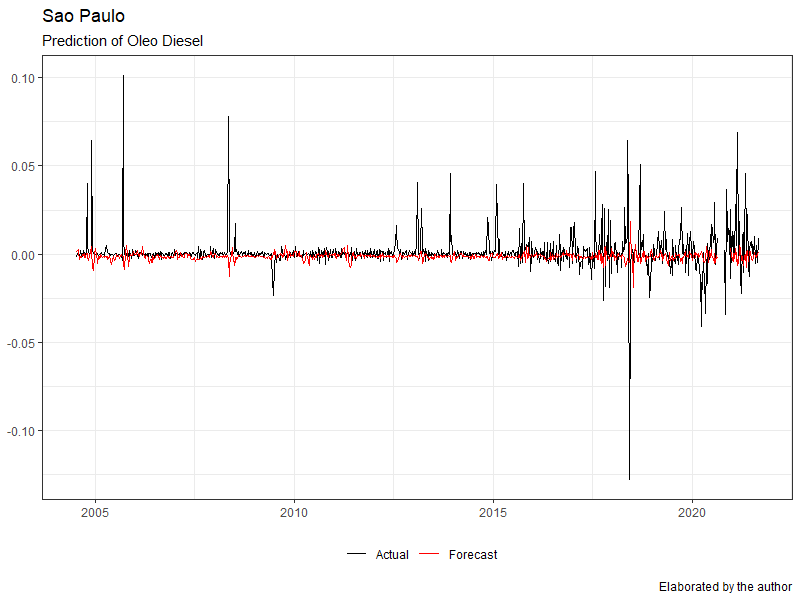 Sao Paulo
Prediction of Oleo Diesel
0.10
0.05
0.00
-0.05
-0.10
2005 2010 2015 2020
Actual Forecast
Elaborated by the author